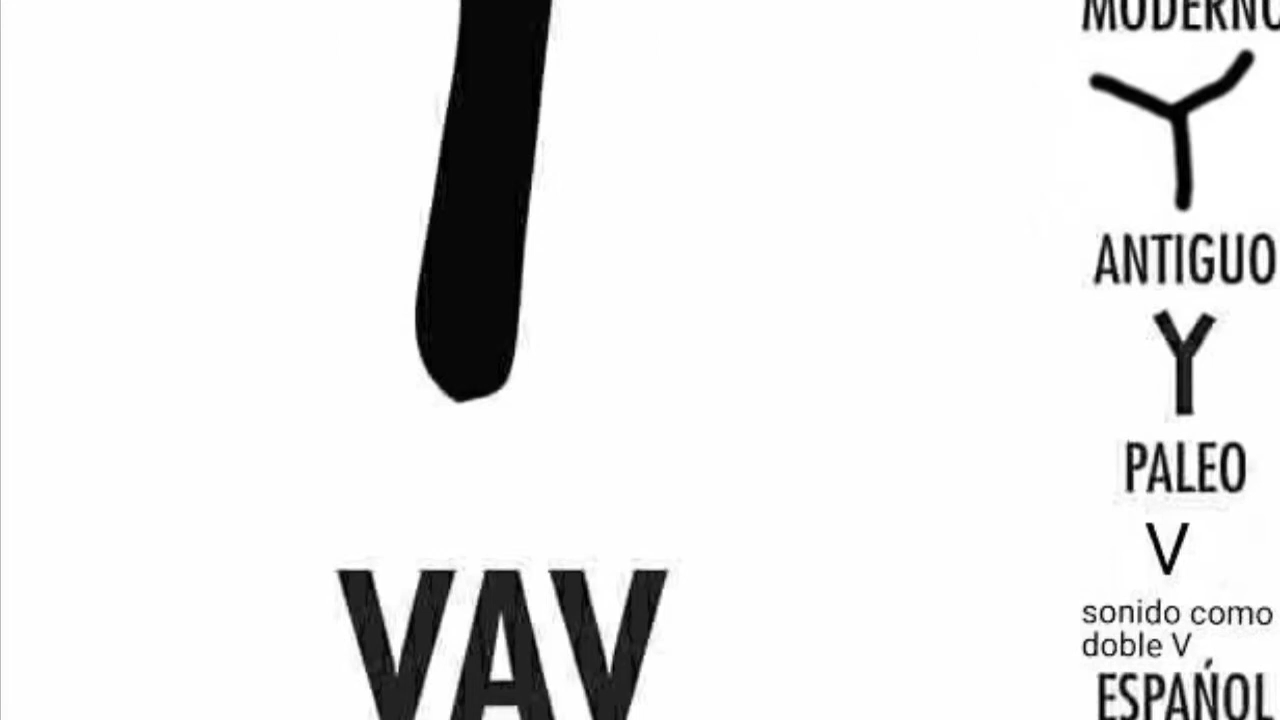 ו
VAV
MODERNO
Y
ANTIGUO
Y
PALEO
V
sonido como
doble V
ESPAÑOL